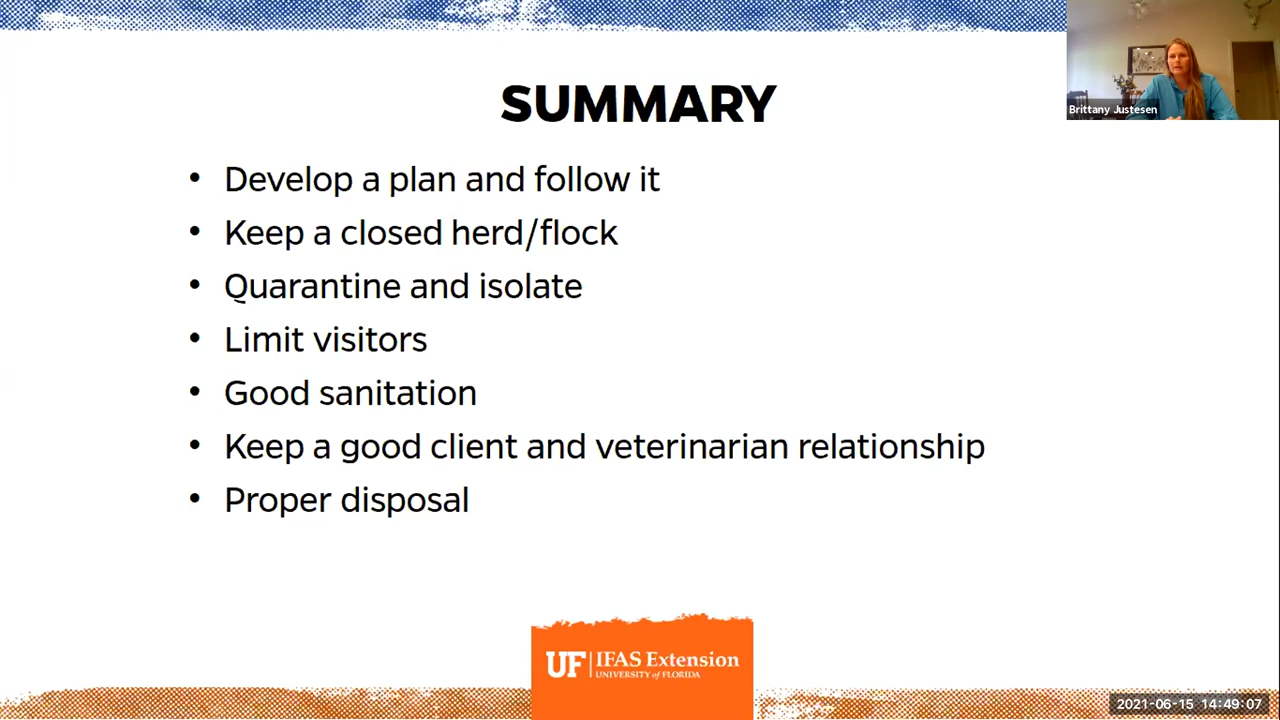 SUMMARY
Brittany Justesen
• Develop a plan and follow it
• Keep a closed herd/flock
• Quarantine and isolate
• Limit visitors
• Good sanitation
• Keep a good client and veterinarian relationship
• Proper disposal
UF | IFAS Extension
UNIVERSITY of FLORIDA
2021-06-15 14:49:07